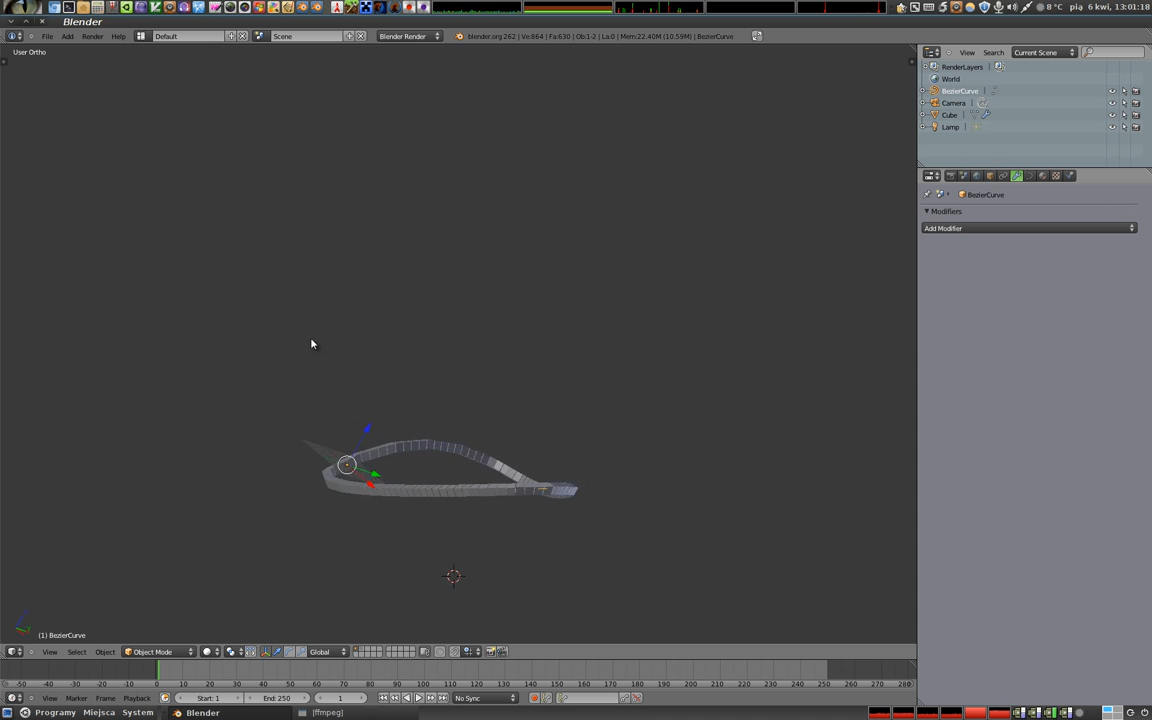 8 °C pią 6 kwi, 13:01:18
Blender
File Add Render Help Default Scene Blender Render blender.org 262 | Ve:864 | Fa:630 | Ob:1-2 | La:0 | Mem:22.40M (10.59M) | BezierCurve
User Ortho
View Search Current Scene
RenderLayers
World
BezierCurve
Camera
Cube
Lamp
BezierCurve
Modifiers
Add Modifier
(1) BezierCurve
View Select Object Object Mode Global
-50 -40 -30 -20 -10 0 10 20 30 40 50 60 70 80 90 100 110 120 130 140 150 160 170 180 190 200 210 220 230 240 250 260 270 280
View Marker Frame Playback Start: 1 End: 250 1 No Sync
Programy Miejsca System Blender [ffmpeg]